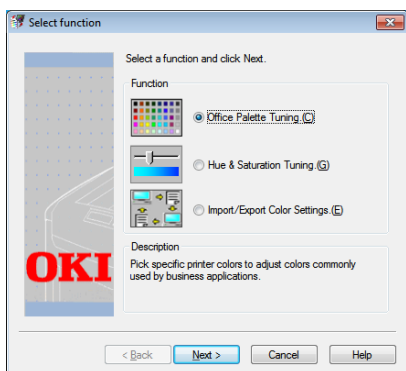 Select function
Select a function and click Next.
Function
Office Palette Tuning.(C)
Hue & Saturation Tuning.(G)
Import/Export Color Settings.(E)
Description
Pick specific printer colors to adjust colors commonly
used by business applications.
OKI
< Back Next > Cancel Help